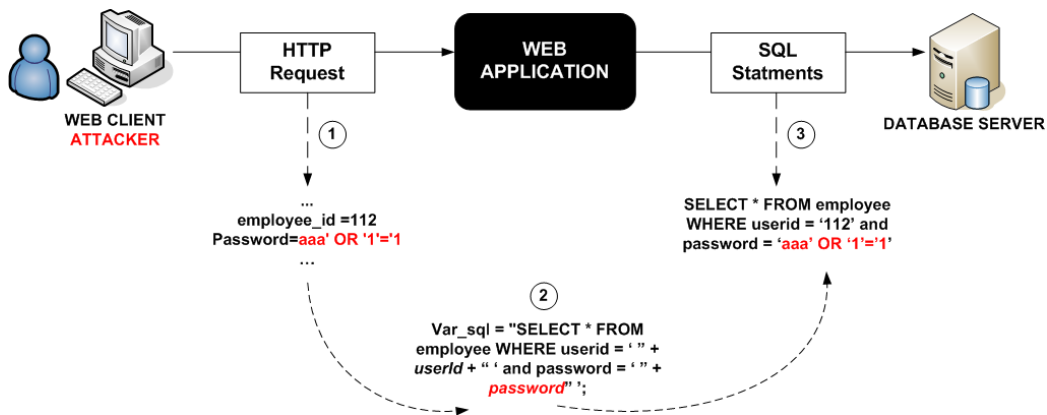 HTTP
Request
WEB
APPLICATION
SQL
Statments
WEB CLIENT
ATTACKER
DATABASE SERVER
1
3
...
employee_id =112
Password=aaa' OR '1'='1
...
SELECT * FROM employee
WHERE userid = ‘112’ and
password = ‘aaa’ OR ‘1’=’1’
2
Var_sql = "SELECT * FROM
employee WHERE userid = ‘ ” +
userId + “ ‘ and password = ‘ ” +
password” ’;